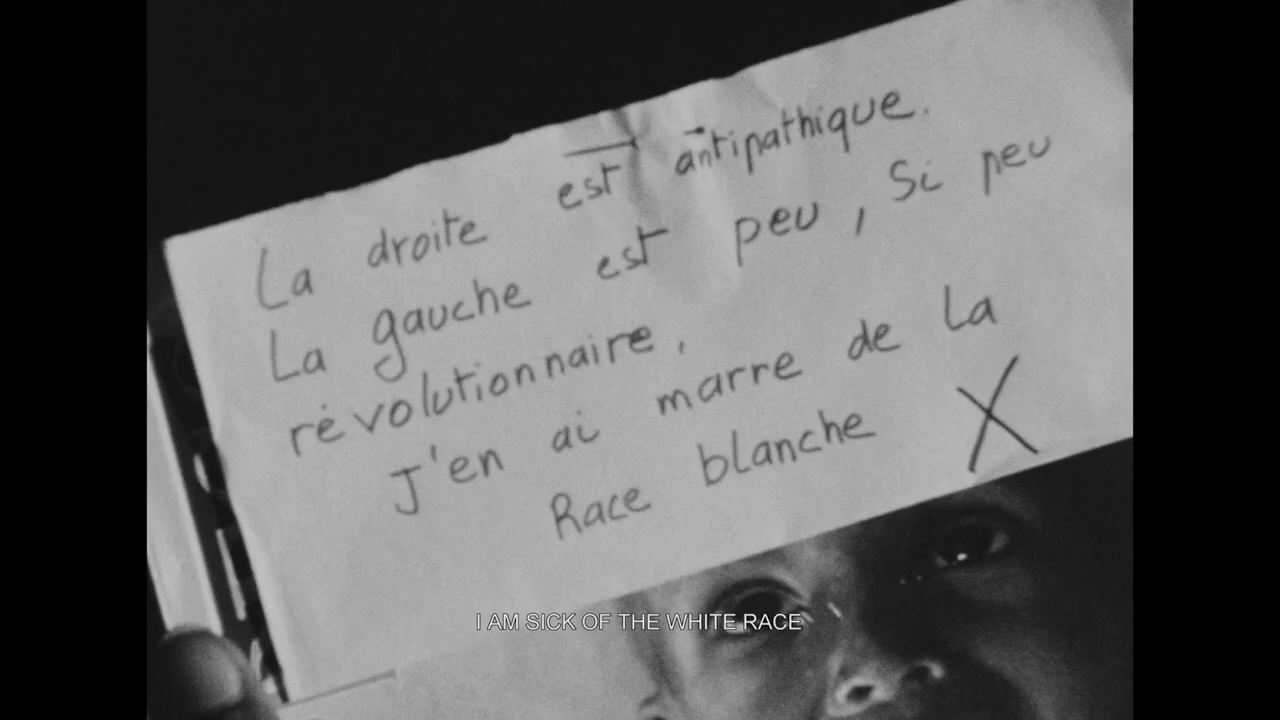 La droite est antipathique.
La gauche est peu, Si peu
révolutionnaire,
J'en ai marre de la
Race blanche X
I AM SICK OF THE WHITE RACE